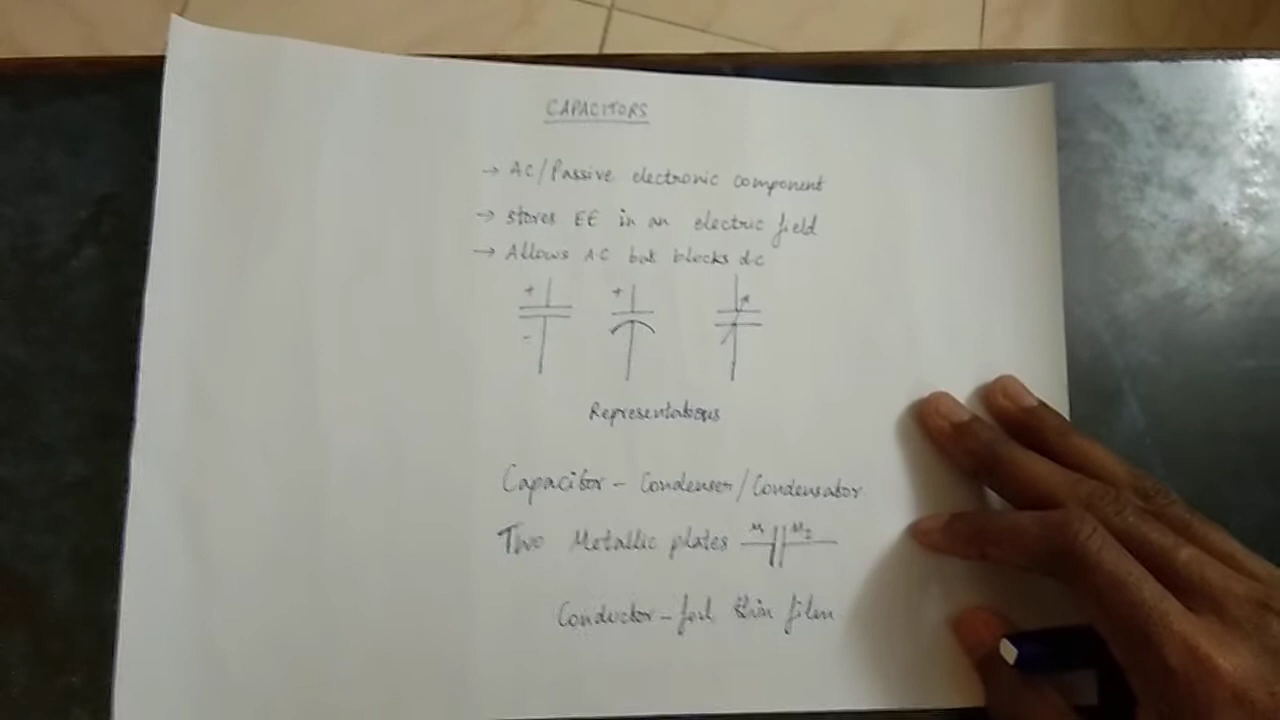 CAPACITORS
→ AC/Passive electronic component
→ stores EE in an electric field
→ Allows AC but blocks dc
+ + 
-
Representations
Capacitor - Condenser/Condensator
Two Metallic plates M1 M2
Conductor - foil, thin film